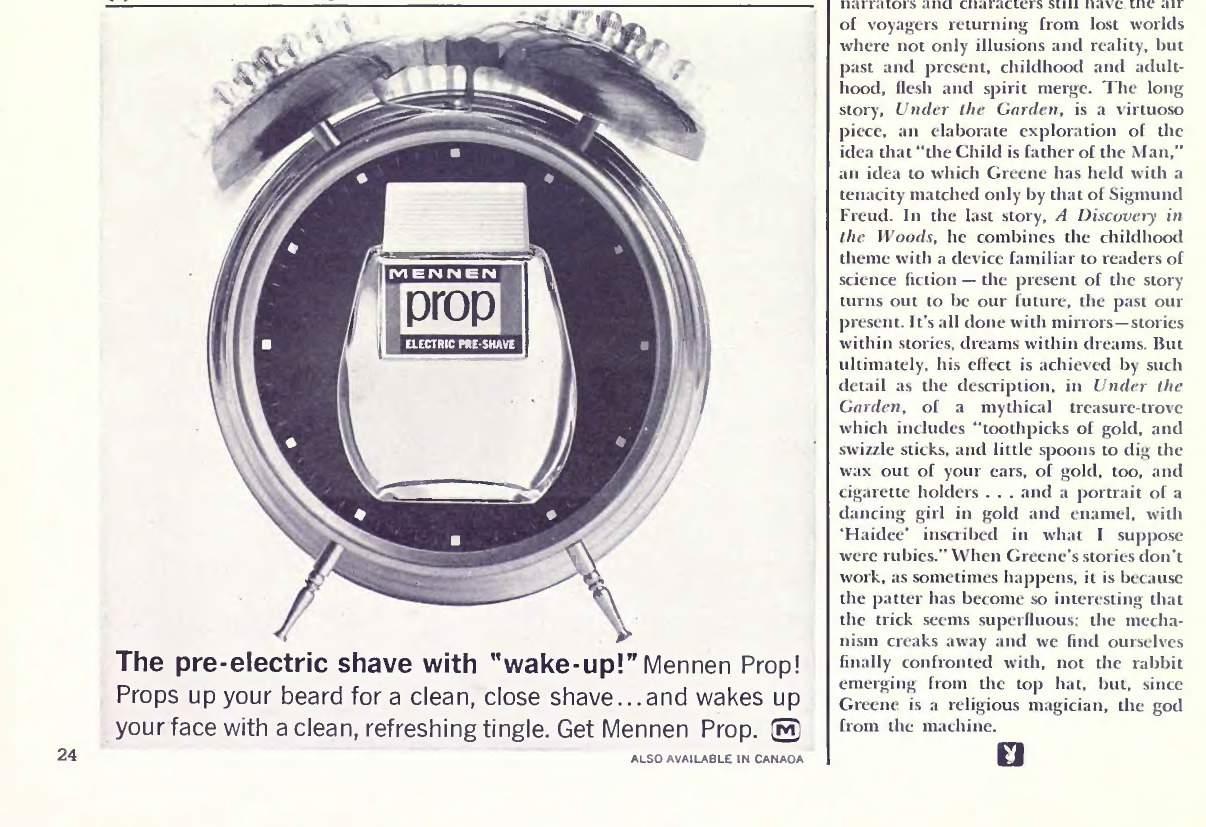 MENNEN
prop
ELECTRIC PRE-SHAVE
The pre-electric shave with "wake-up!" Mennen Prop!
Props up your beard for a clean, close shave...and wakes up
your face with a clean, refreshing tingle. Get Mennen Prop. M
24
ALSO AVAILABLE IN CANADA
narrators and characters still have the air
of voyagers returning from lost worlds
where not only illusions and reality, but
past and present, childhood and adult-
hood, flesh and spirit merge. The long
story, Under the Garden, is a virtuoso
piece, an elaborate exploration of the
idea that "the Child is father of the Man,"
an idea to which Greene has held with a
tenacity matched only by that of Sigmund
Freud. In the last story, A Discovery in
the Woods, he combines the childhood
theme with a device familiar to readers of
science fiction — the present of the story
turns out to be our future, the past our
present. It's all done with mirrors—stories
within stories, dreams within dreams. But
ultimately, his effect is achieved by such
detail as the description, in Under the
Garden, of a mythical treasure-trove
which includes "toothpicks of gold, and
swizzle sticks, and little spoons to dig the
wax out of your ears, of gold, too, and
cigarette holders . . . and a portrait of a
dancing girl in gold and enamel, with
'Haidee' inscribed in what I suppose
were rubies." When Greene's stories don't
work, as sometimes happens, it is because
the patter has become so interesting that
the trick seems superfluous: the mecha-
nism creaks away and we find ourselves
finally confronted with, not the rabbit
emerging from the top hat, but, since
Greene is a religious magician, the god
from the machine.